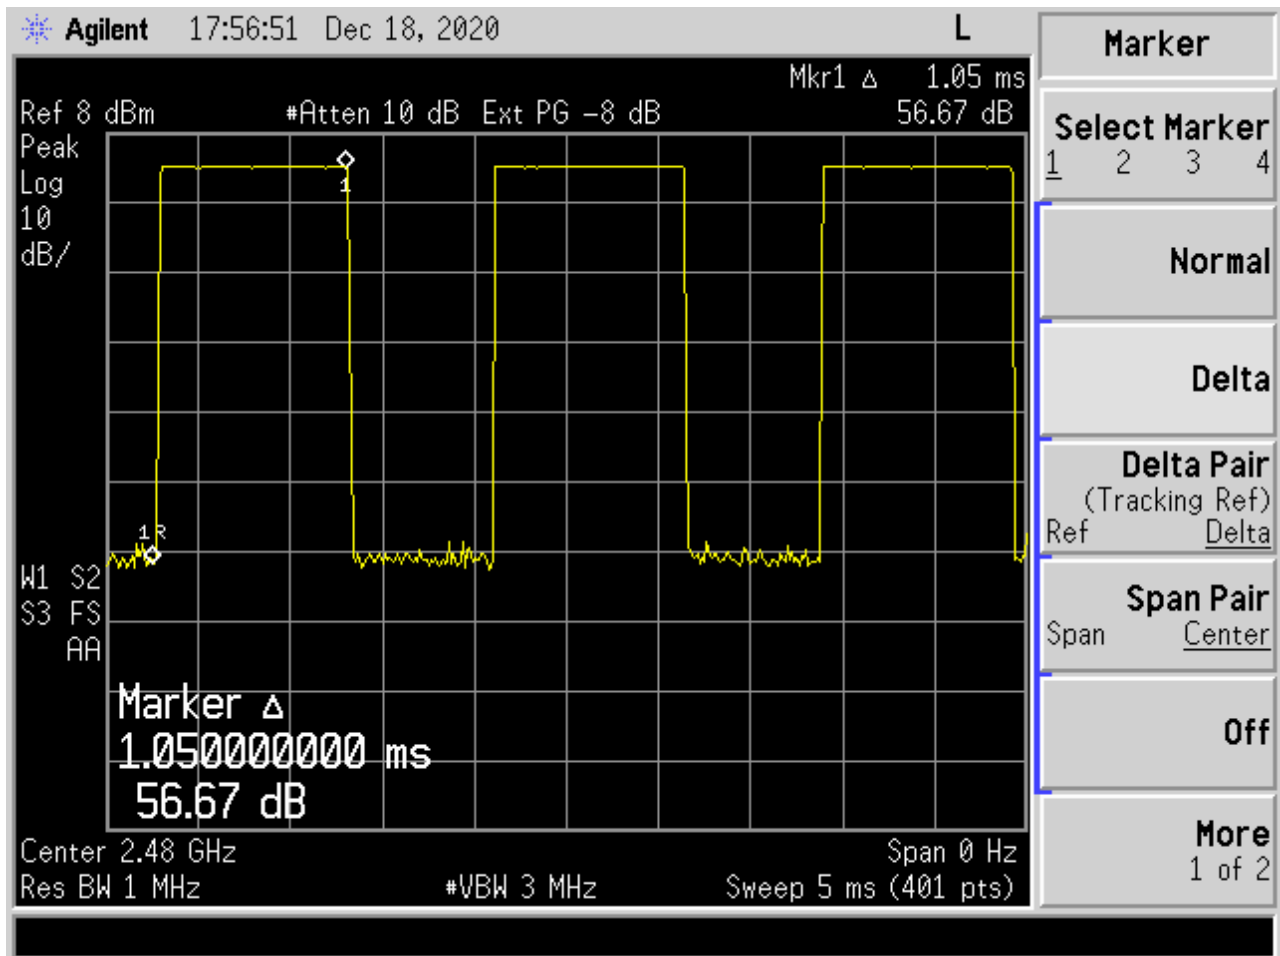 Agilent 17:56:51 Dec 18, 2020 L
Mkr1 Δ 1.05 ms
Ref 8 dBm #Atten 10 dB Ext PG -8 dB 56.67 dB
Peak
Log
10
dB/
1
1R
W1 S2
S3 FS
AA
Marker Δ
1.050000000 ms
56.67 dB
Center 2.48 GHz Span 0 Hz
Res BW 1 MHz #VBW 3 MHz Sweep 5 ms (401 pts)
Marker
Select Marker
1 2 3 4
Normal
Delta
Delta Pair
(Tracking Ref)
Ref Delta
Span Pair
Span Center
Off
More
1 of 2